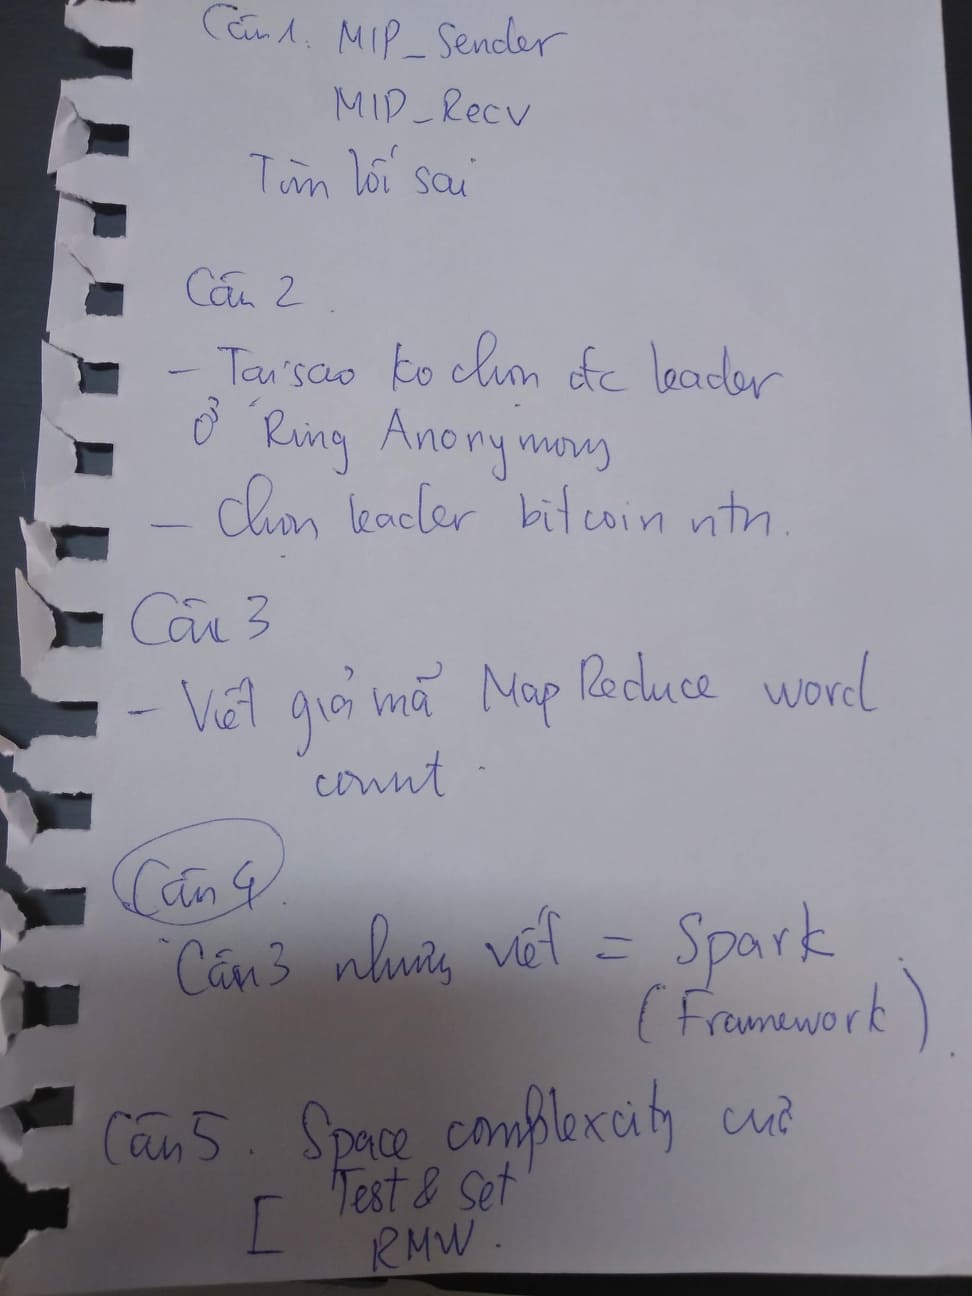 Câu 1. MIP_Sender
MIP_Recv
Tìm lỗi sai
Câu 2
- Tại sao ko chọn đc leader
ở Ring Anonymous
- Chọn leader bitcoin ntn.
Câu 3
- Viết giả mã MapReduce word
count
Câu 4
Câu 3 nhưng viết = Spark
(Framework).
Câu 5. Space complexcity của
[ Test & Set
RMW.